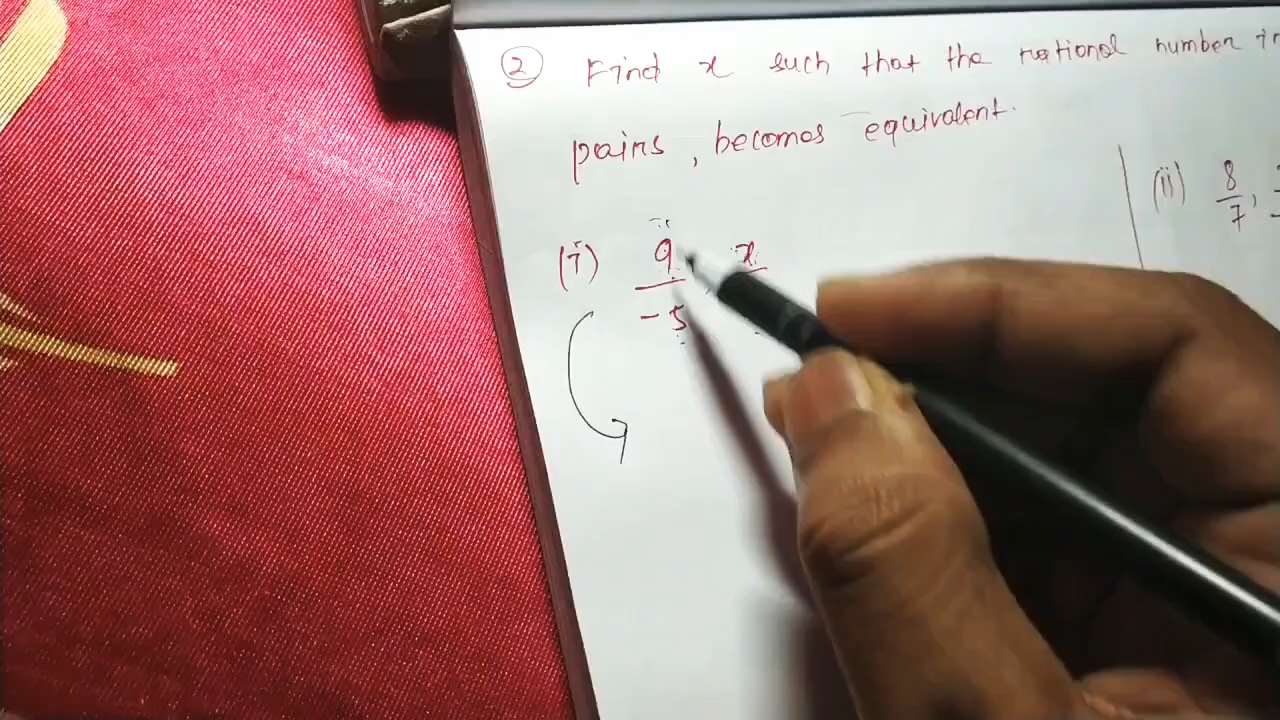 ② Find x such that the rational number in
pairs, becomes equivalent.
(i) 9/-5 x
(ii) 8/7,